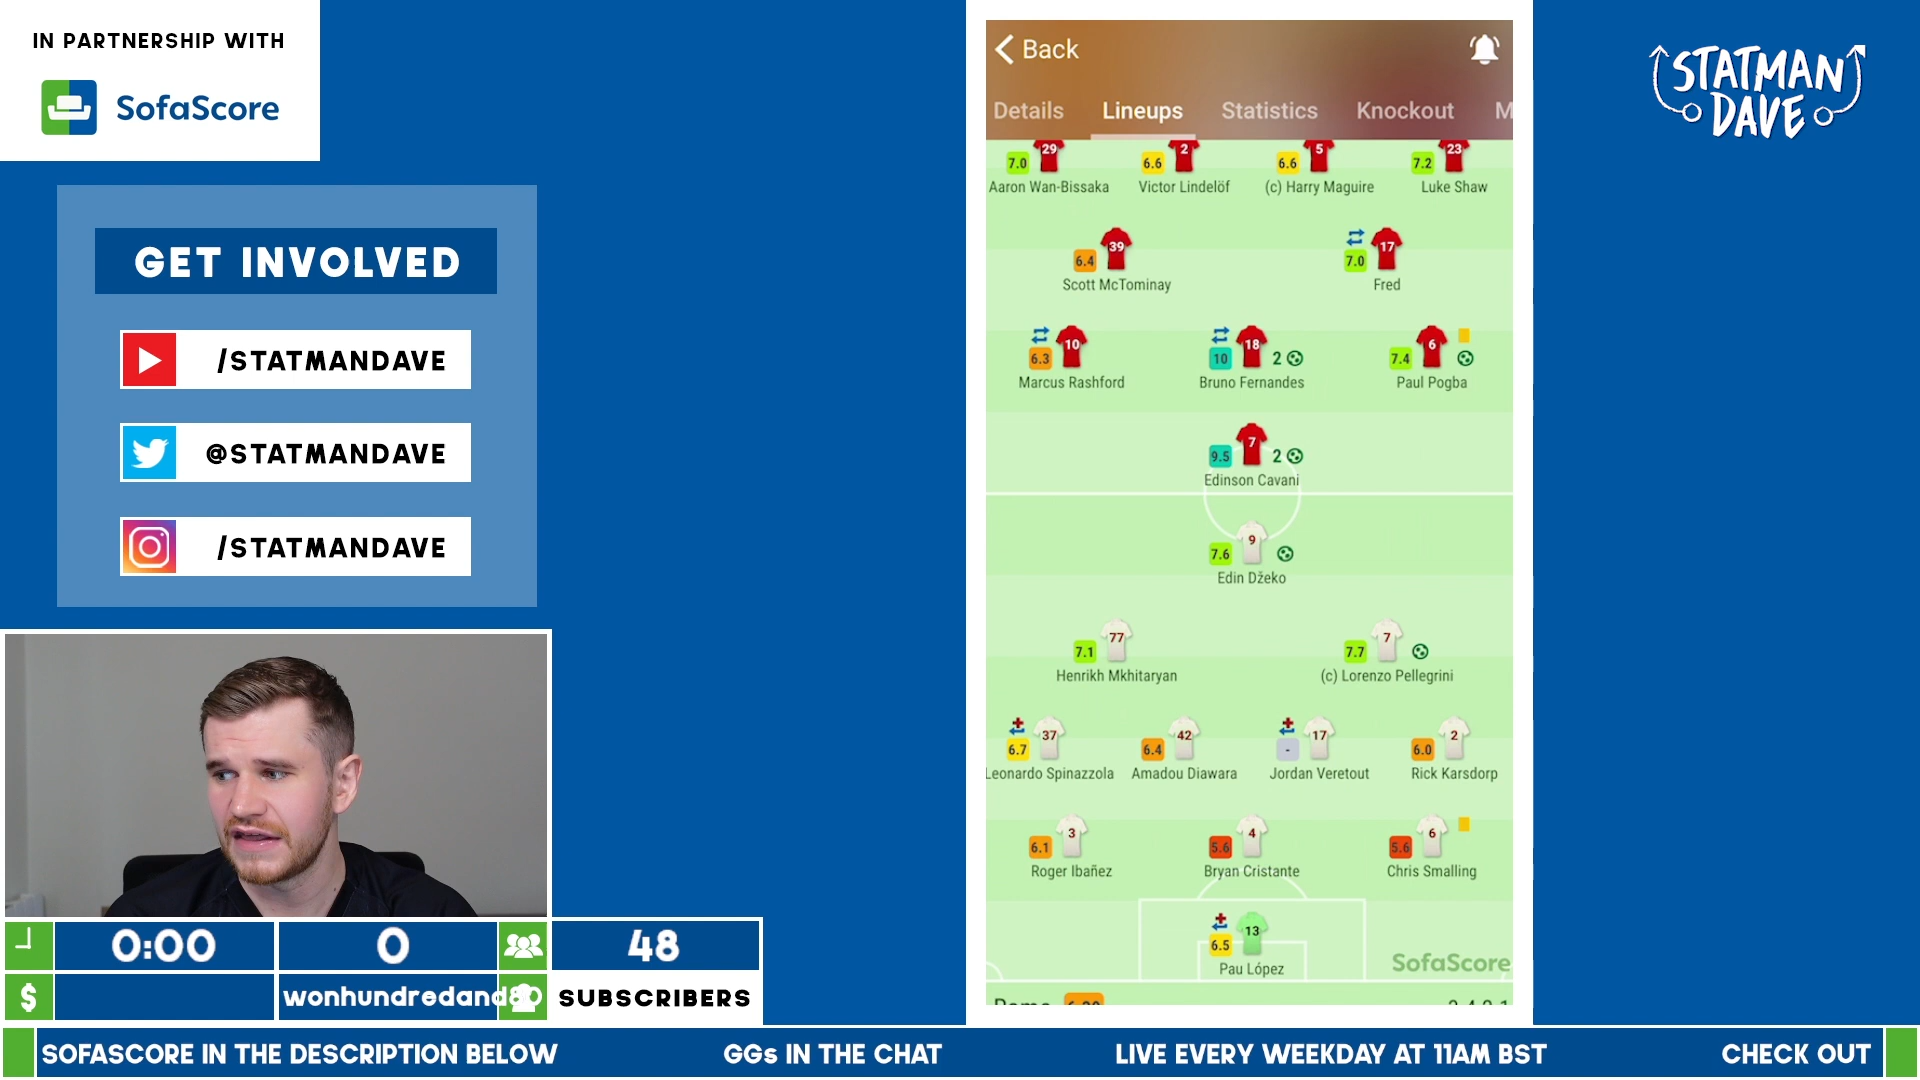 IN PARTNERSHIP WITH
SofaScore
GET INVOLVED
/STATMANDAVE
@STATMANDAVE
/STATMANDAVE
0:00
0
48
$
wonhundredand80
SUBSCRIBERS
Back
Details Lineups Statistics Knockout M
29 2 5 23
7.0 6.6 6.6 7.2
Aaron Wan-Bissaka Victor Lindelöf (c) Harry Maguire Luke Shaw
39 17
6.4 7.0
Scott McTominay Fred
10 18 6
6.3 10 2 7.4
Marcus Rashford Bruno Fernandes Paul Pogba
7
9.5 2
Edinson Cavani
9
7.6
Edin Džeko
77 7
7.1 7.7
Henrikh Mkhitaryan (c) Lorenzo Pellegrini
37 42 17 2
6.7 6.4 - 6.0
Leonardo Spinazzola Amadou Diawara Jordan Veretout Rick Karsdorp
3 4 6
6.1 5.6 5.6
Roger Ibañez Bryan Cristante Chris Smalling
13
6.5
Pau López
SofaScore
STATMAN
DAVE
SOFASCORE IN THE DESCRIPTION BELOW GGs IN THE CHAT LIVE EVERY WEEKDAY AT 11AM BST CHECK OUT